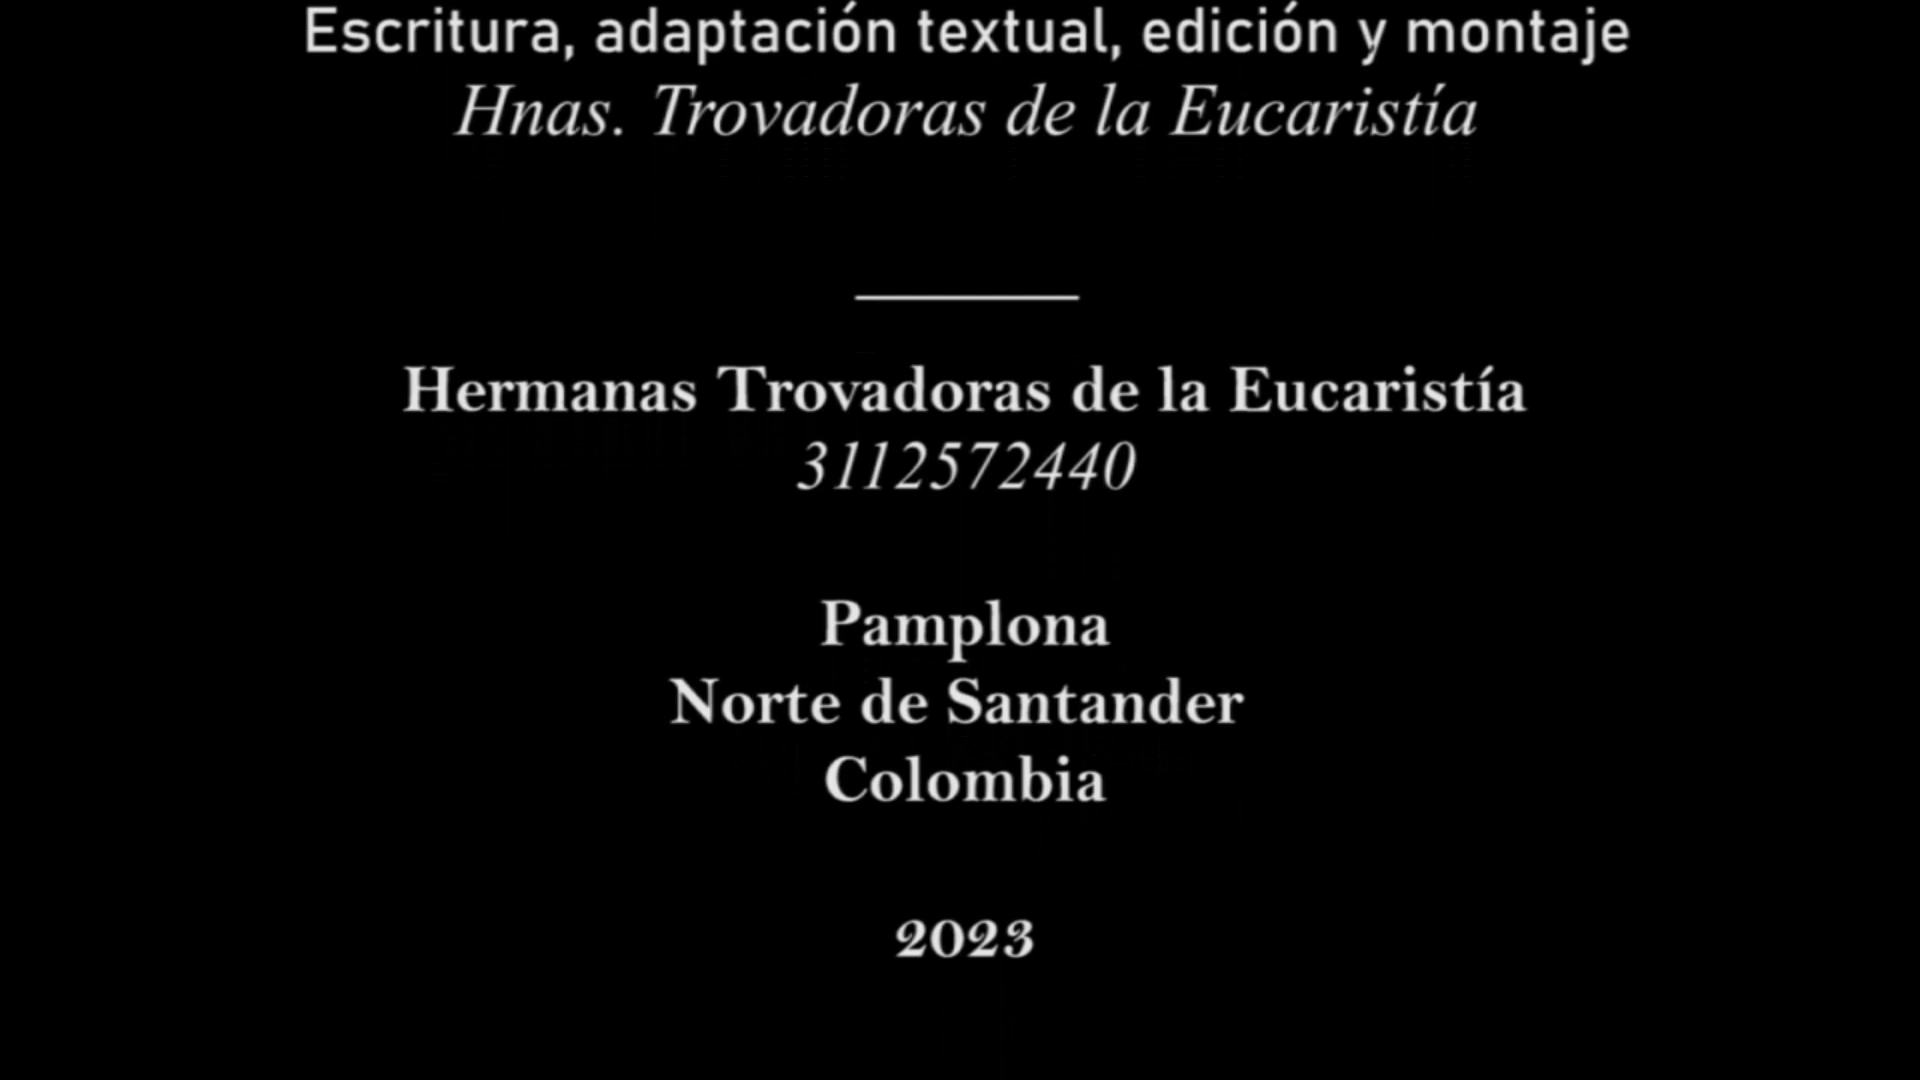 Escritura, adaptación textual, edición y montaje
Hnas. Trovadoras de la Eucaristía
Hermanas Trovadoras de la Eucaristía
3112572440
Pamplona
Norte de Santander
Colombia
2023